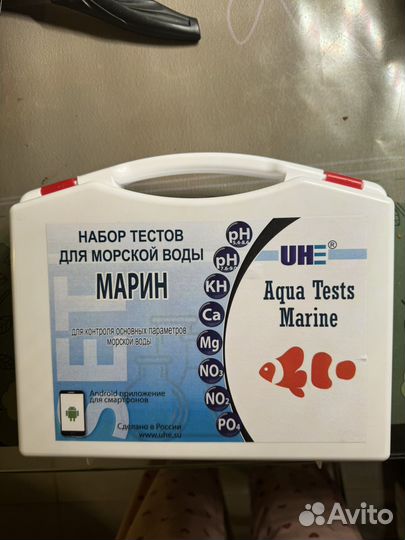 НАБОР ТЕСТОВ
ДЛЯ МОРСКОЙ ВОДЫ
МАРИН
для контроля основных параметров
морской воды
SET
Android приложение
для смартфонов
Сделано в России
www.uhe.su
pH
pH
KH
Ca
Mg
NO₃
NO₂
PO₄
UHE®
Aqua Tests
Marine
Avito